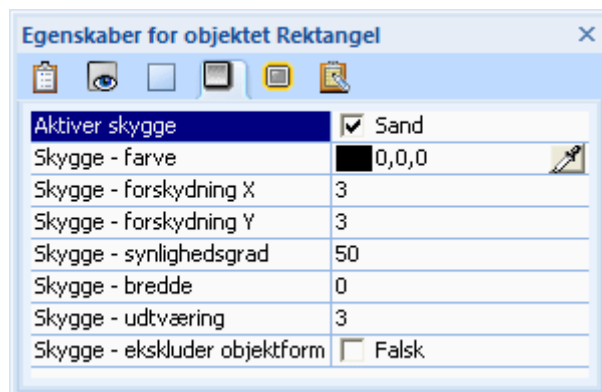 Egenskaber for objektet Rektangel
Aktiver skygge Sand
Skygge - farve 0,0,0
Skygge - forskydning X 3
Skygge - forskydning Y 3
Skygge - synlighedsgrad 50
Skygge - bredde 0
Skygge - udtværing 3
Skygge - ekskluder objektform Falsk